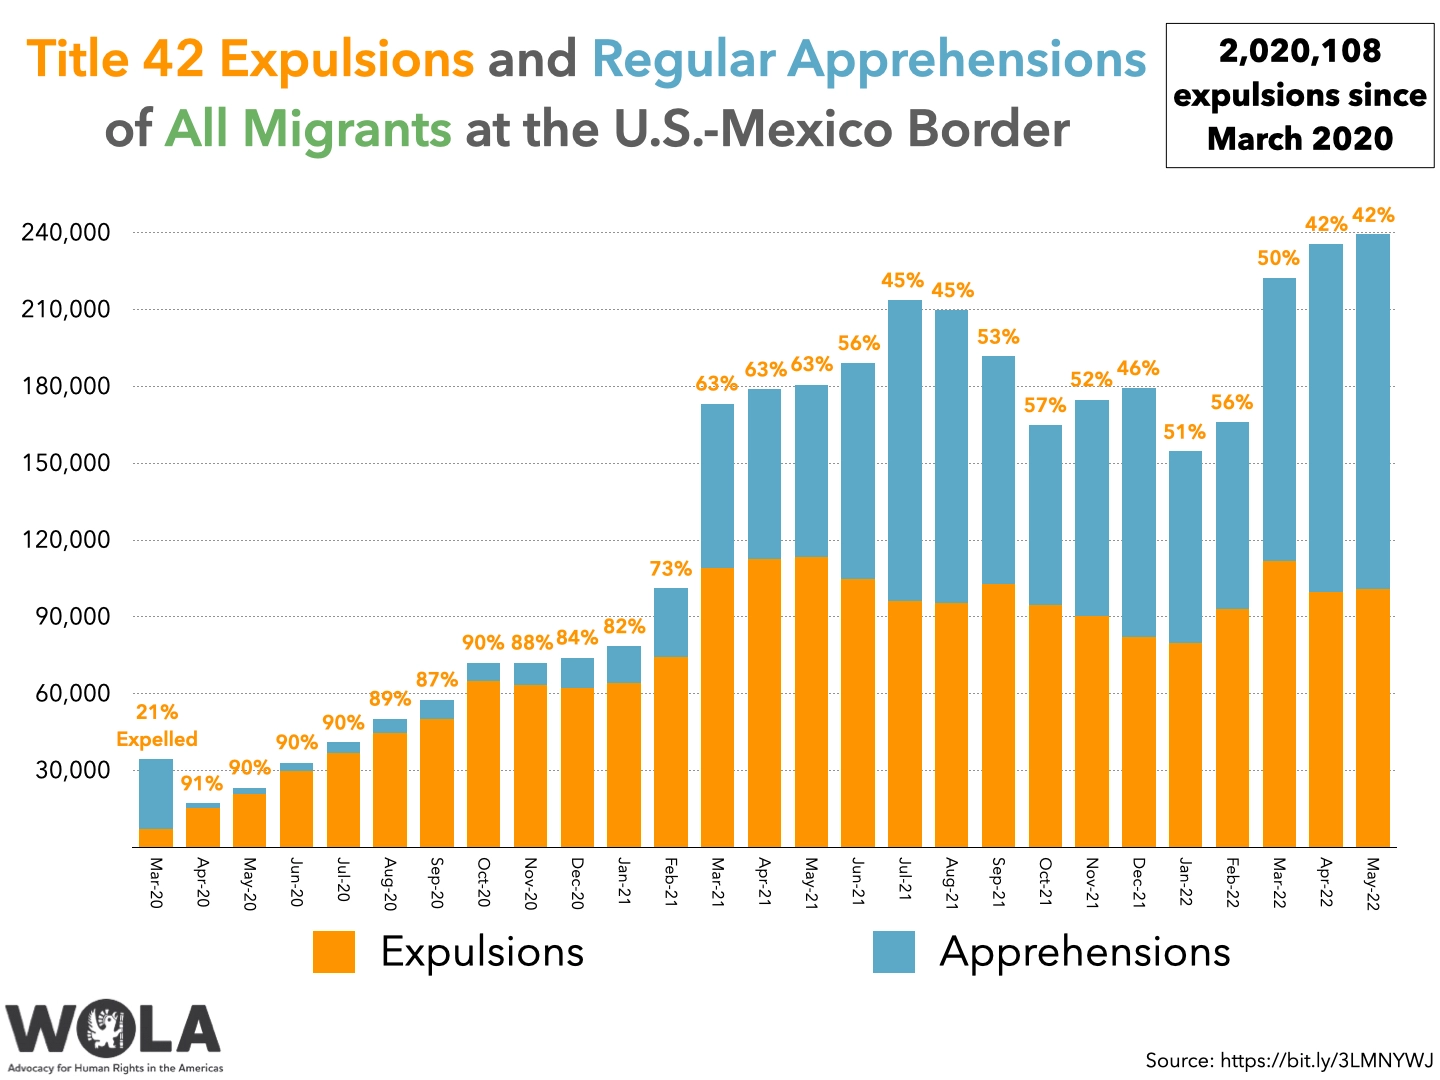 Title 42 Expulsions and Regular Apprehensions
of All Migrants at the U.S.-Mexico Border
2,020,108
expulsions since
March 2020
240,000
210,000
180,000
150,000
120,000
90,000
60,000
30,000
21%
Expelled
91%
90%
90%
90%
89%
87%
90%
88%
84%
82%
73%
63%
63%
63%
56%
45%
45%
53%
57%
52%
46%
51%
56%
50%
42%
42%
Mar-20
Apr-20
May-20
Jun-20
Jul-20
Aug-20
Sep-20
Oct-20
Nov-20
Dec-20
Jan-21
Feb-21
Mar-21
Apr-21
May-21
Jun-21
Jul-21
Aug-21
Sep-21
Oct-21
Nov-21
Dec-21
Jan-22
Feb-22
Mar-22
Apr-22
May-22
Expulsions
Apprehensions
WOLA
Advocacy for Human Rights in the Americas
Source: https://bit.ly/3LMNYWJ